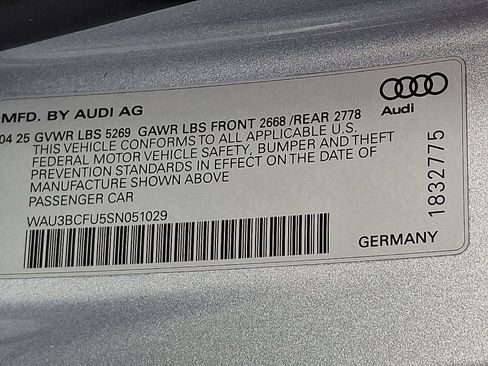 MFD. BY AUDI AG
04 25 GVWR LBS 5269 GAWR LBS FRONT 2668 /REAR 2778
THIS VEHICLE CONFORMS TO ALL APPLICABLE U.S.
FEDERAL MOTOR VEHICLE SAFETY, BUMPER AND THEFT
PREVENTION STANDARDS IN EFFECT ON THE DATE OF
MANUFACTURE SHOWN ABOVE
PASSENGER CAR
WAU3BCFU5SN051029
Audi
1832775
GERMANY